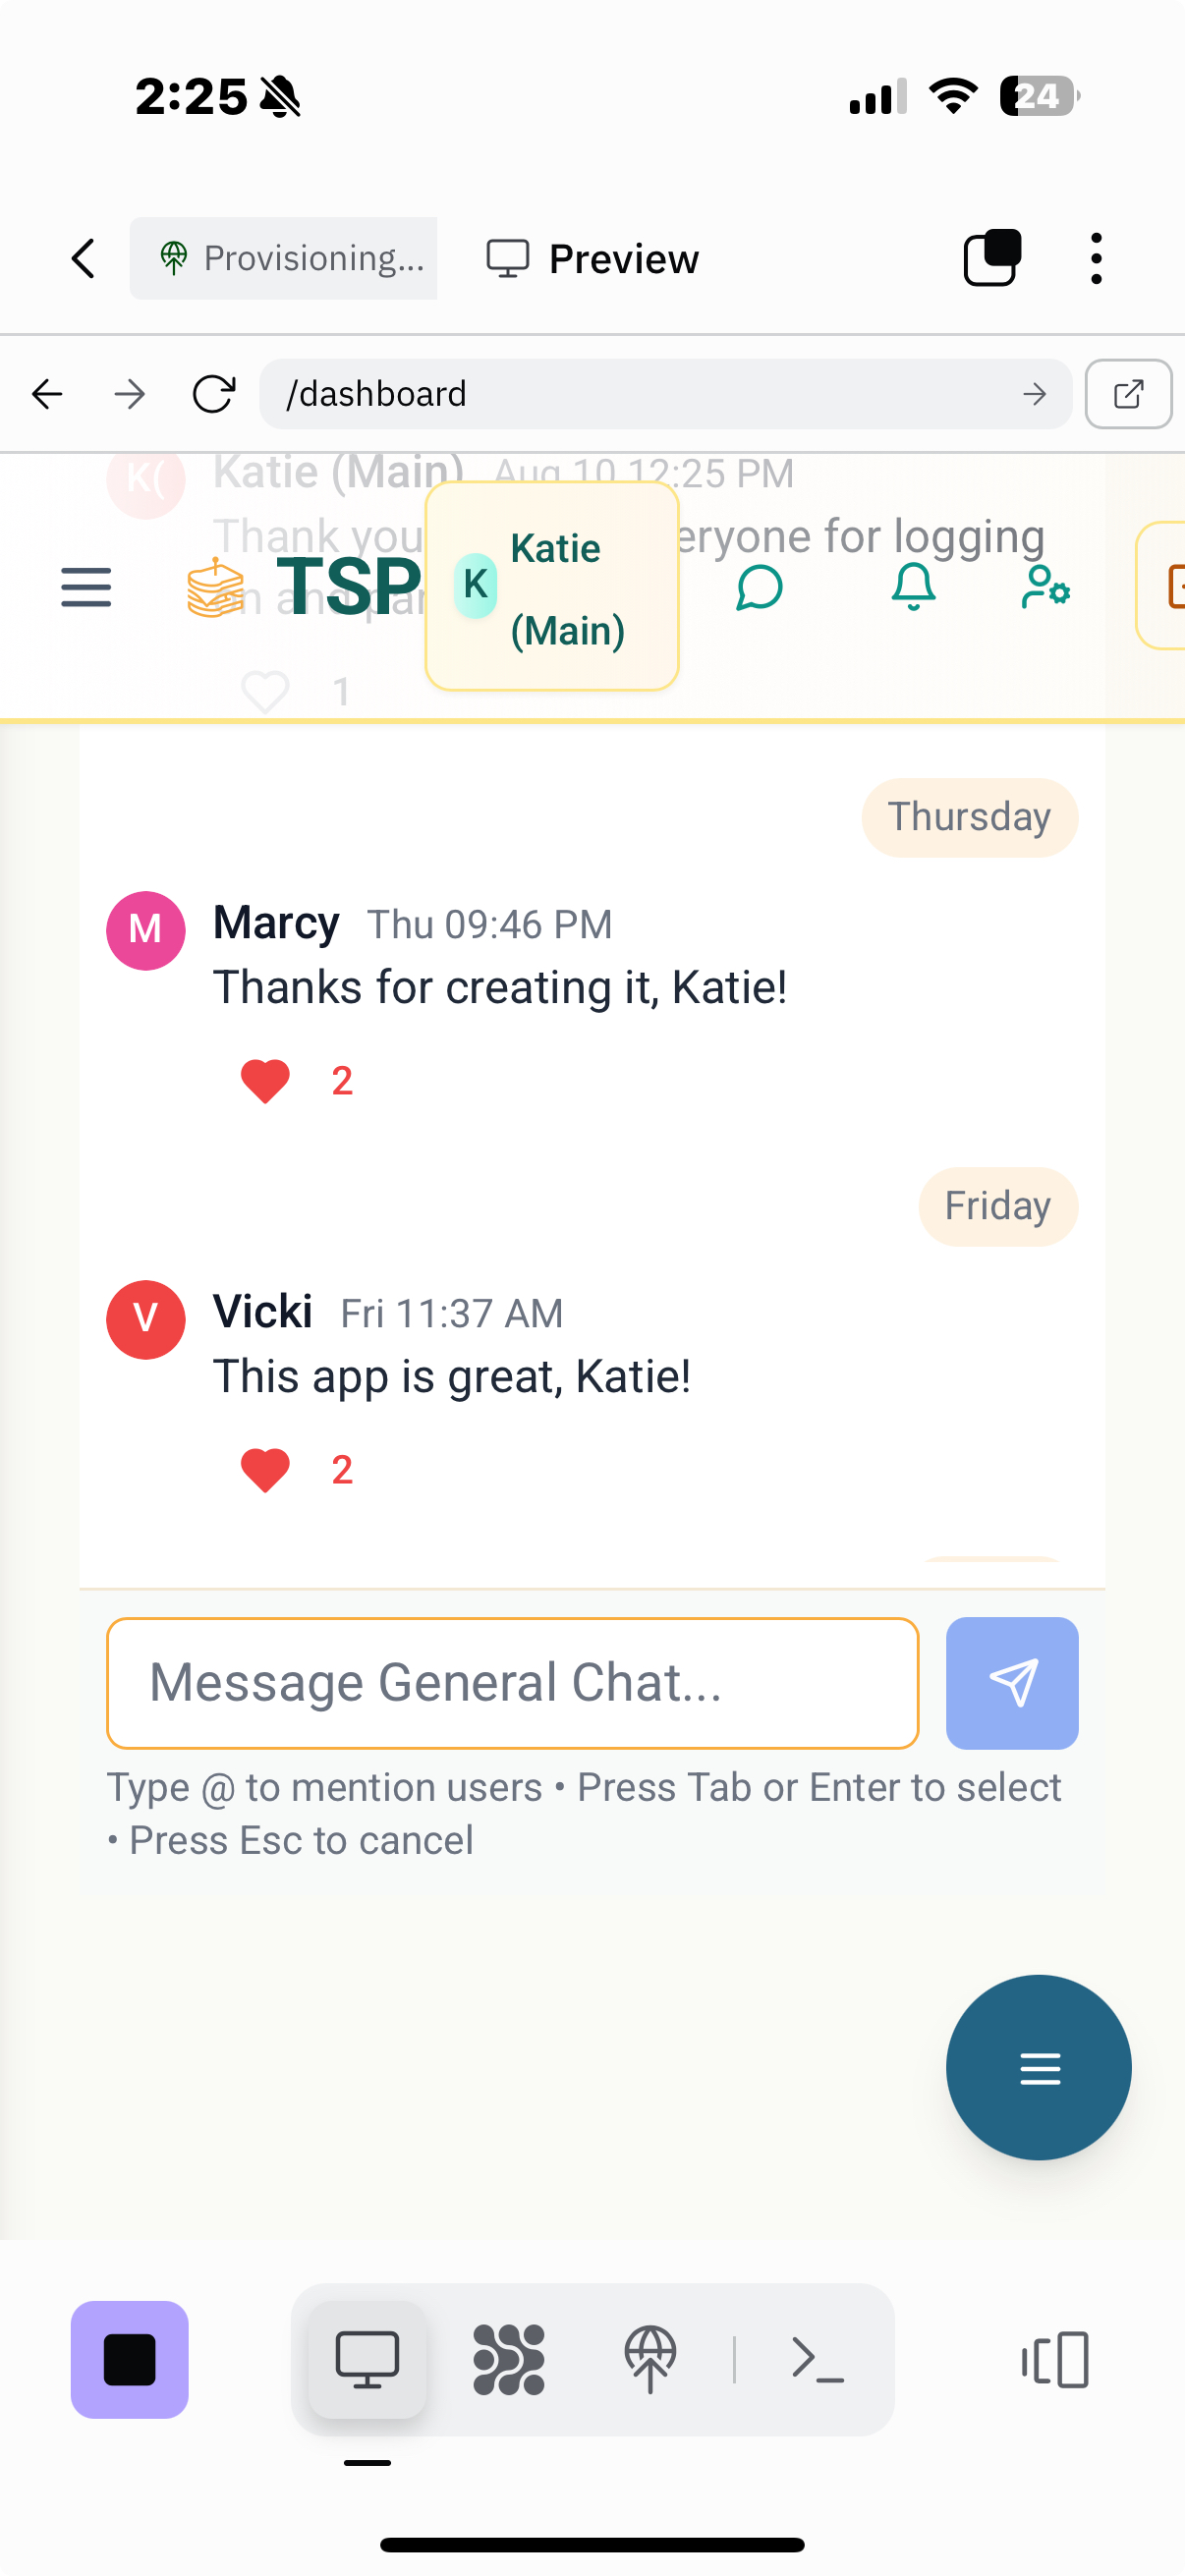 2:25
24
Provisioning...
Preview
/dashboard
K(
Katie (Main) Aug 10 12:25 PM
Thank you eryone for logging
in and par
TSP
K
Katie
(Main)
1
Thursday
M
Marcy Thu 09:46 PM
Thanks for creating it, Katie!
2
Friday
V
Vicki Fri 11:37 AM
This app is great, Katie!
2
Message General Chat...
Type @ to mention users • Press Tab or Enter to select
• Press Esc to cancel